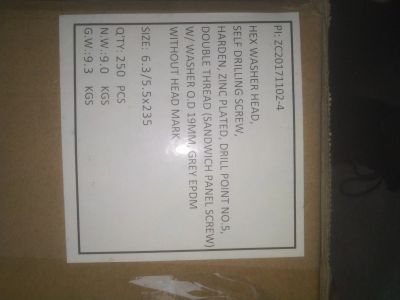 PI: ZC20171102-4
HEX WASHER HEAD,
SELF DRILLING SCREW,
HARDEN, ZINC PLATED, DRILL POINT NO.5,
DOUBLE THREAD (SANDWICH PANEL SCREW)
W/ WASHER O.D 19MM, GREY EPDM
WITHOUT HEAD MARK
SIZE: 6.3/5.5x235
Q'TY: 250 PCS
N.W.:9.0 KGS
G.W.:9.3 KGS